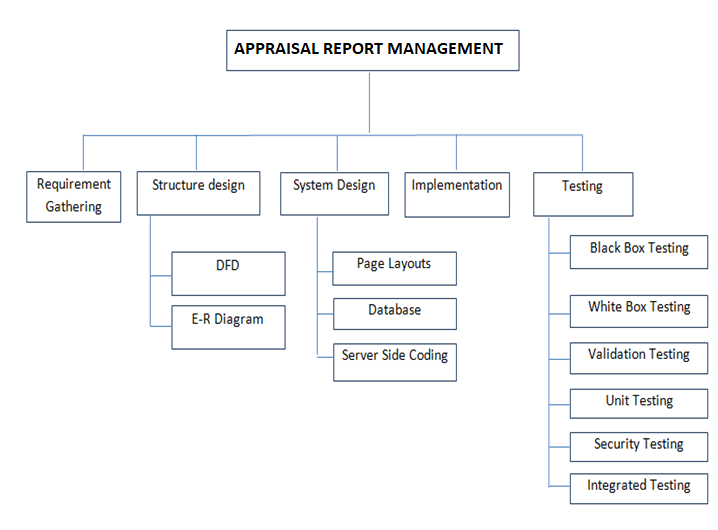 APPRAISAL REPORT MANAGEMENT
Requirement
Gathering
Structure design
System Design
Implementation
Testing
DFD
E-R Diagram
Page Layouts
Database
Server Side Coding
Black Box Testing
White Box Testing
Validation Testing
Unit Testing
Security Testing
Integrated Testing